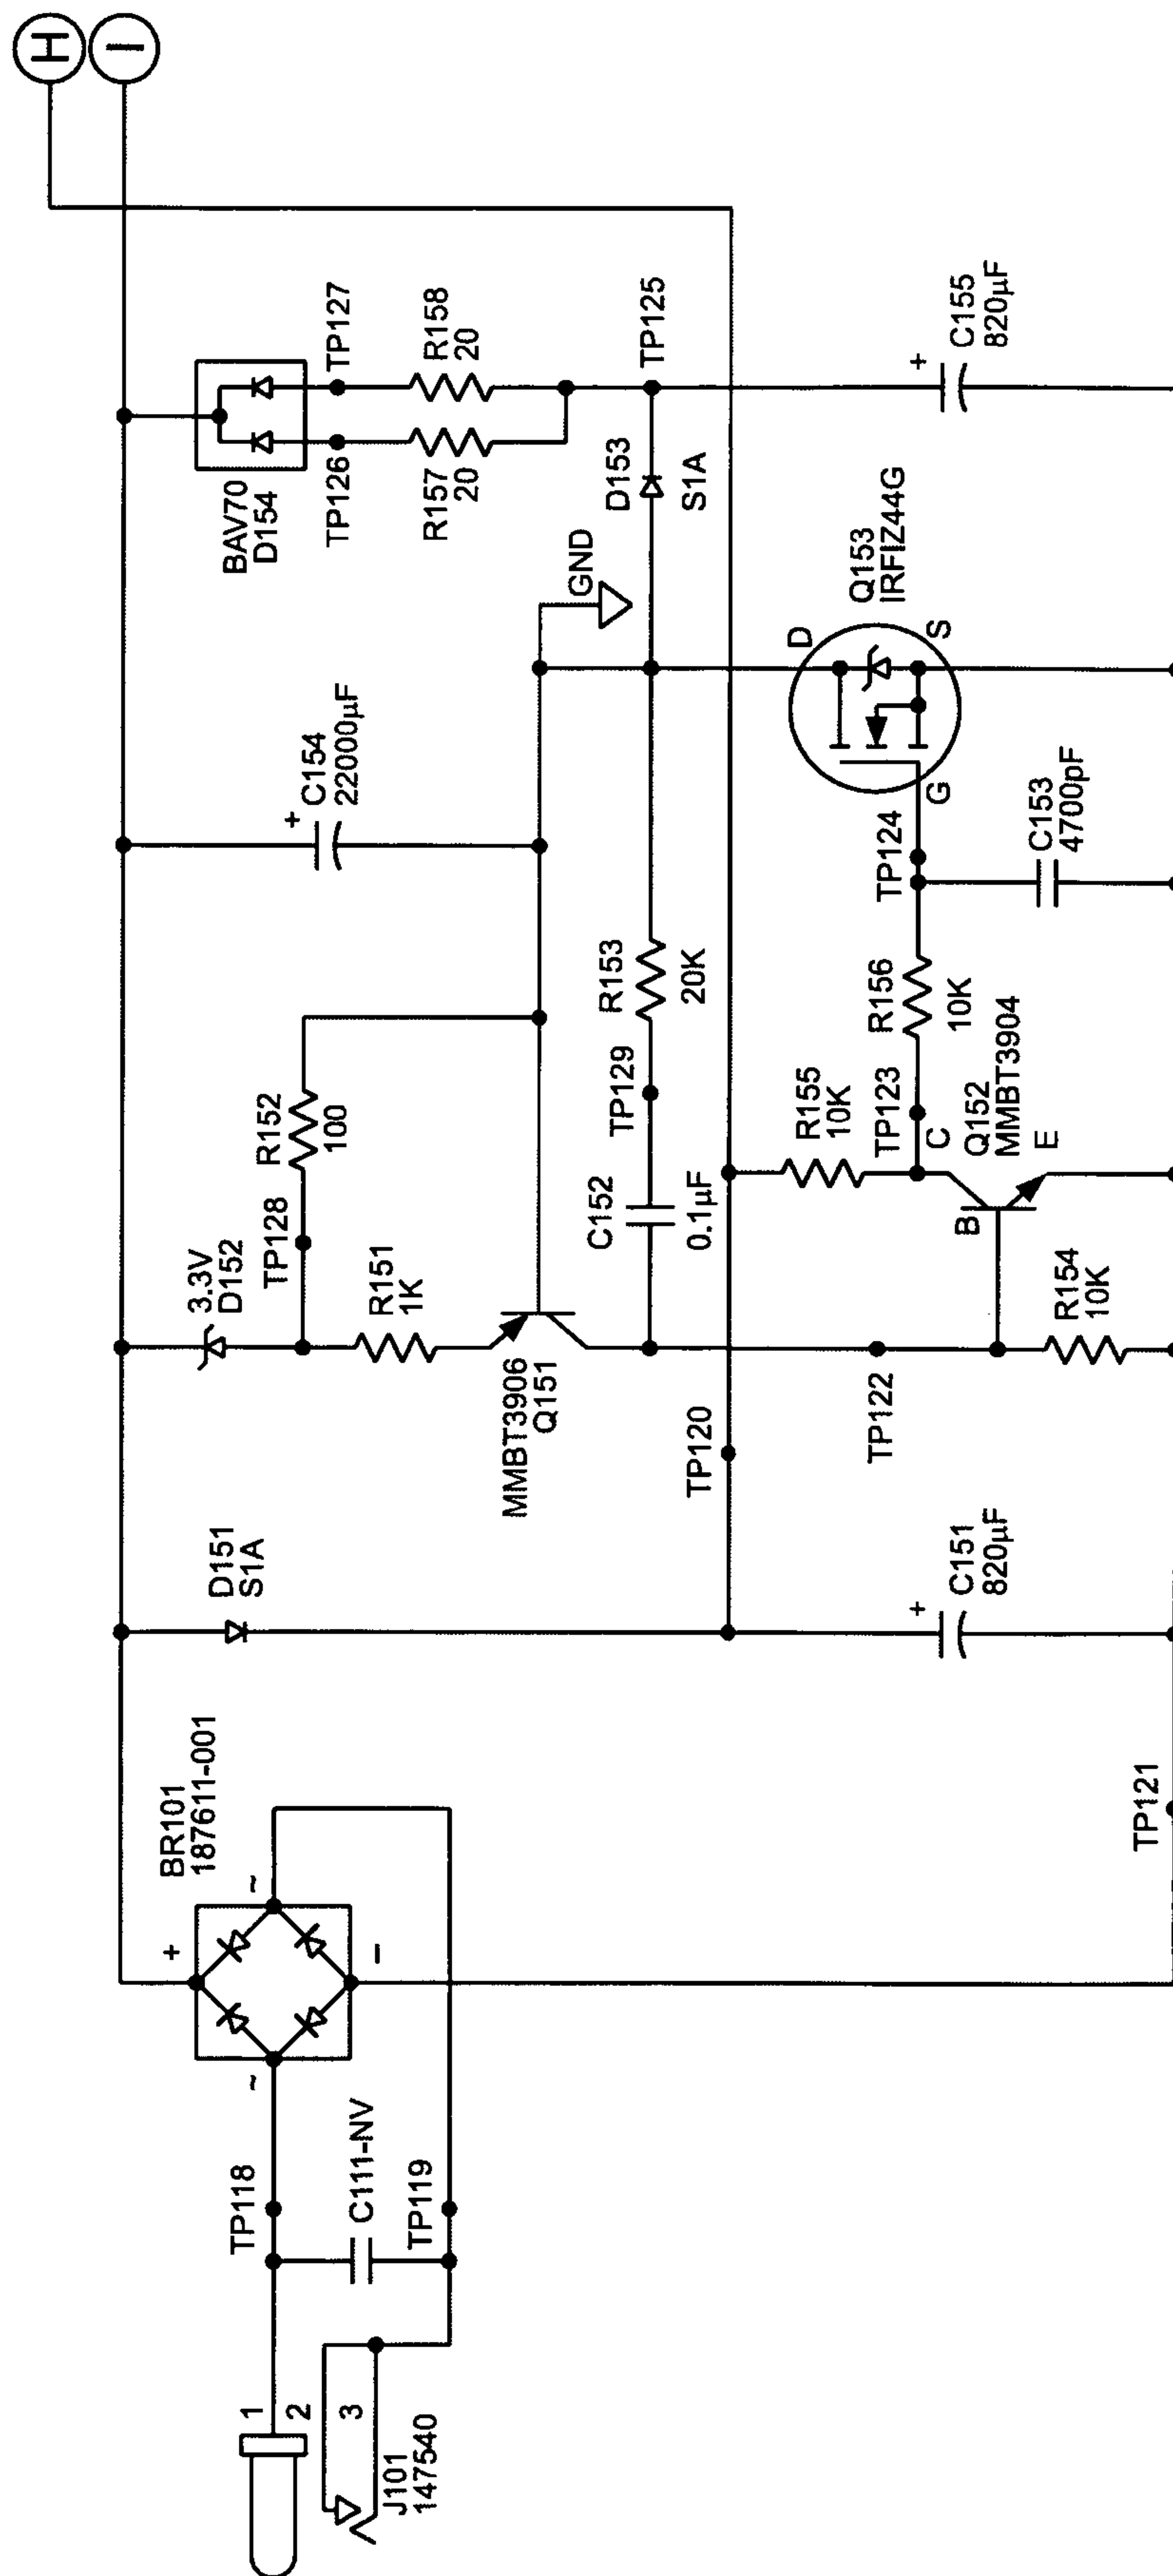 H
I
BAV70
D154
TP126
TP127
R157
20
R158
20
TP125
D153
S1A
C155
820µF
+
GND
Q153
IRFIZ44G
D
S
G
C154
22000µF
+
TP124
C153
4700pF
R153
20K
R156
10K
TP129
R152
100
R155
10K
TP123
C
Q152
MMBT3904
E
B
C152
0.1µF
3.3V
D152
TP128
R151
1K
MMBT3906
Q151
TP120
TP122
R154
10K
D151
S1A
C151
820µF
+
BR101
187611-001
+
~
~
–
TP121
TP118
C111-NV
TP119
1
2
3
J101
147540